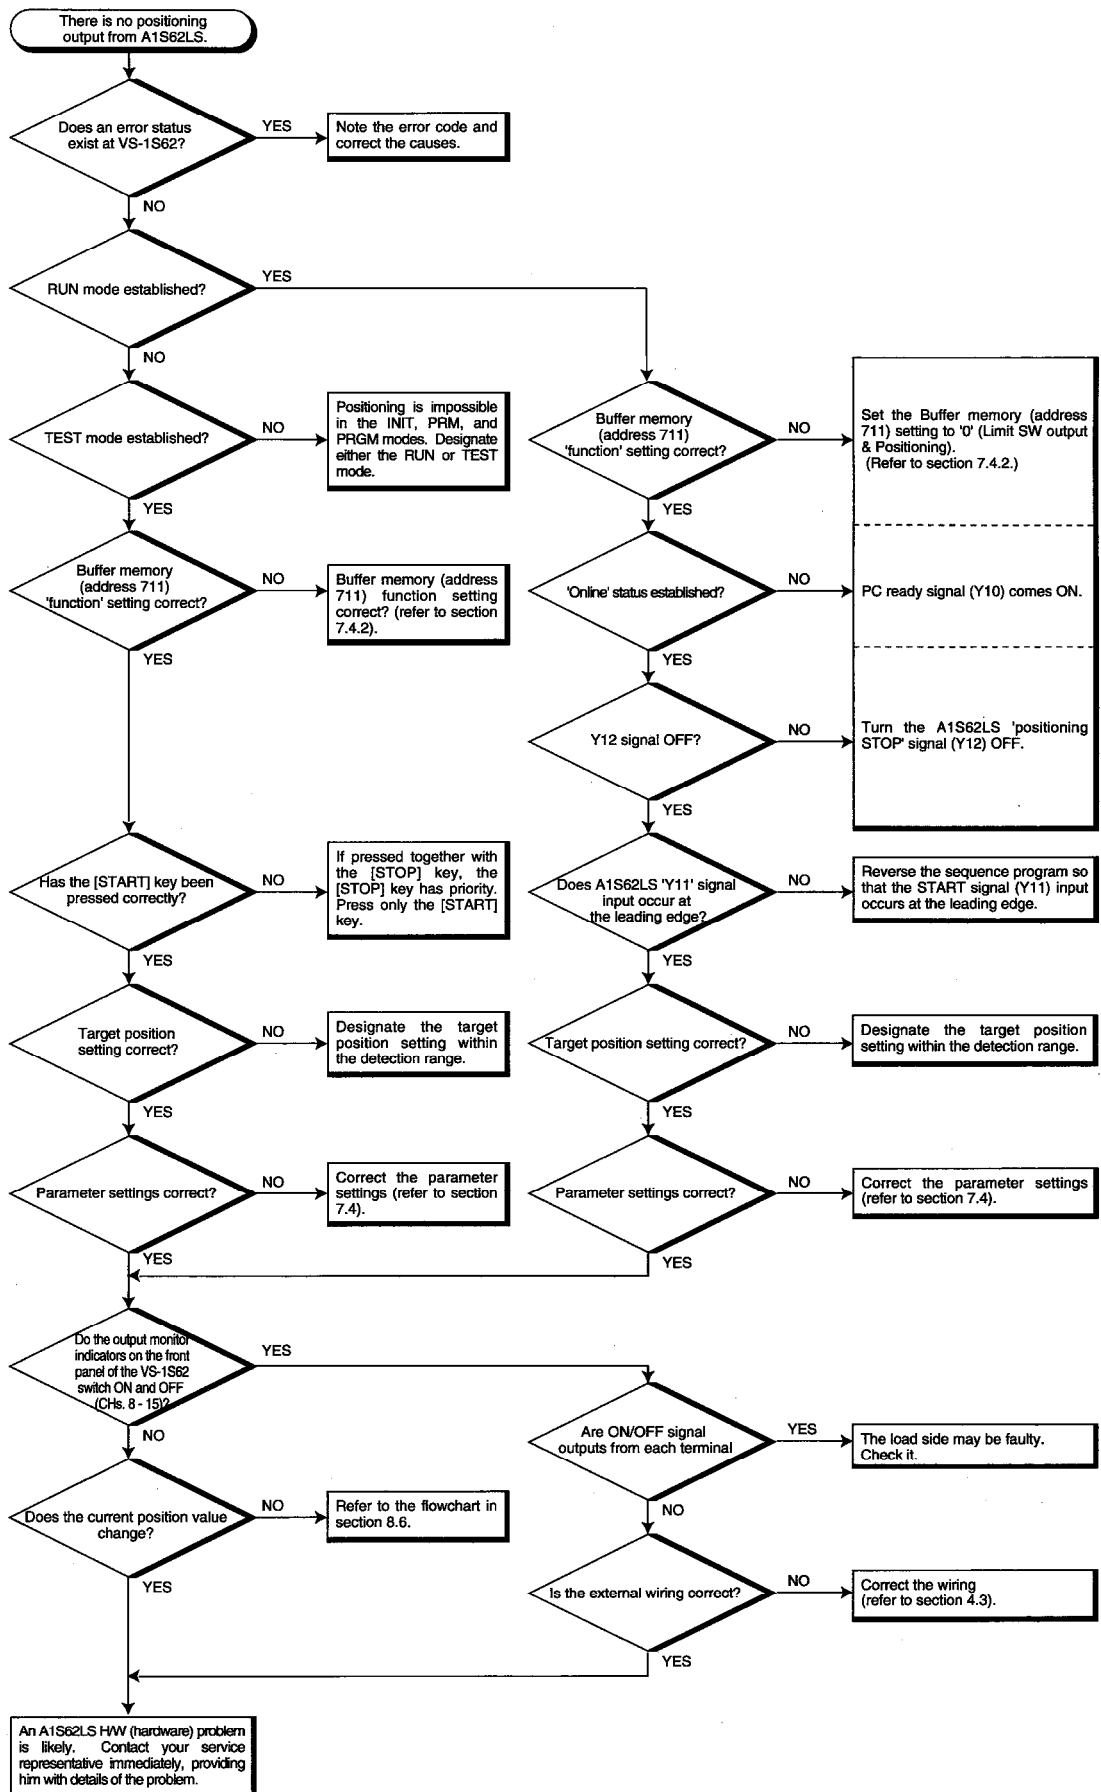 There is no positioning
output from A1S62LS.
Does an error status
exist at VS-1S62?
YES
Note the error code and
correct the causes.
NO
RUN mode established?
YES
NO
TEST mode established?
NO
Positioning is impossible
in the INIT, PRM, and
PRGM modes. Designate
either the RUN or TEST
mode.
YES
Buffer memory
(address 711)
'function' setting correct?
NO
Buffer memory (address
711) function setting
correct? (refer to section
7.4.2).
YES
Has the [START] key been
pressed correctly?
NO
If pressed together with
the [STOP] key, the
[STOP] key has priority.
Press only the [START]
key.
YES
Target position
setting correct?
NO
Designate the target
position setting within
the detection range.
YES
Parameter settings correct?
NO
Correct the parameter
settings (refer to section
7.4).
YES
Buffer memory
(address 711)
'function' setting correct?
NO
Set the Buffer memory (address
711) setting to '0' (Limit SW output
& Positioning).
(Refer to section 7.4.2.)
YES
'Online' status established?
NO
PC ready signal (Y10) comes ON.
YES
Y12 signal OFF?
NO
Turn the A1S62LS 'positioning
STOP' signal (Y12) OFF.
YES
Does A1S62LS 'Y11' signal
input occur at
the leading edge?
NO
Reverse the sequence program so
that the START signal (Y11) input
occurs at the leading edge.
YES
Target position setting correct?
NO
Designate the target position
setting within the detection range.
YES
Parameter settings correct?
NO
Correct the parameter settings
(refer to section 7.4).
YES
Do the output monitor
indicators on the front
panel of the VS-1S62
switch ON and OFF
(CHs. 8 - 15)?
YES
NO
Are ON/OFF signal
outputs from each terminal
YES
The load side may be faulty.
Check it.
NO
Does the current position value
change?
NO
Refer to the flowchart in
section 8.6.
YES
Is the external wiring correct?
NO
Correct the wiring
(refer to section 4.3).
YES
An A1S62LS H/W (hardware) problem
is likely. Contact your service
representative immediately, providing
him with details of the problem.